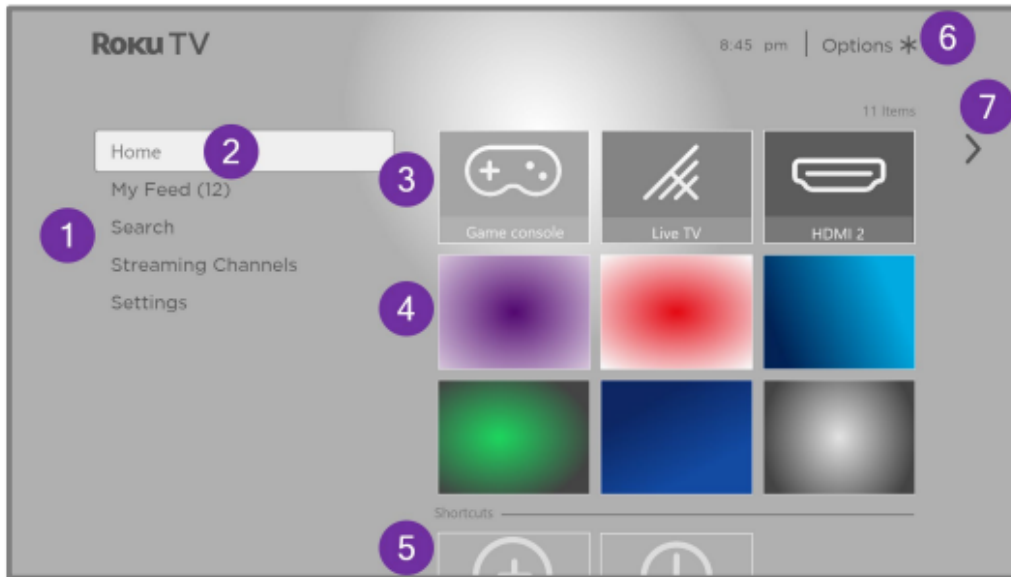 Roku TV
8:45 pm | Options *
6
11 Items
7
Home
2
My Feed (12)
Search
1
Streaming Channels
Settings
3
Game console
Live TV
HDMI 2
4
Shortcuts
5